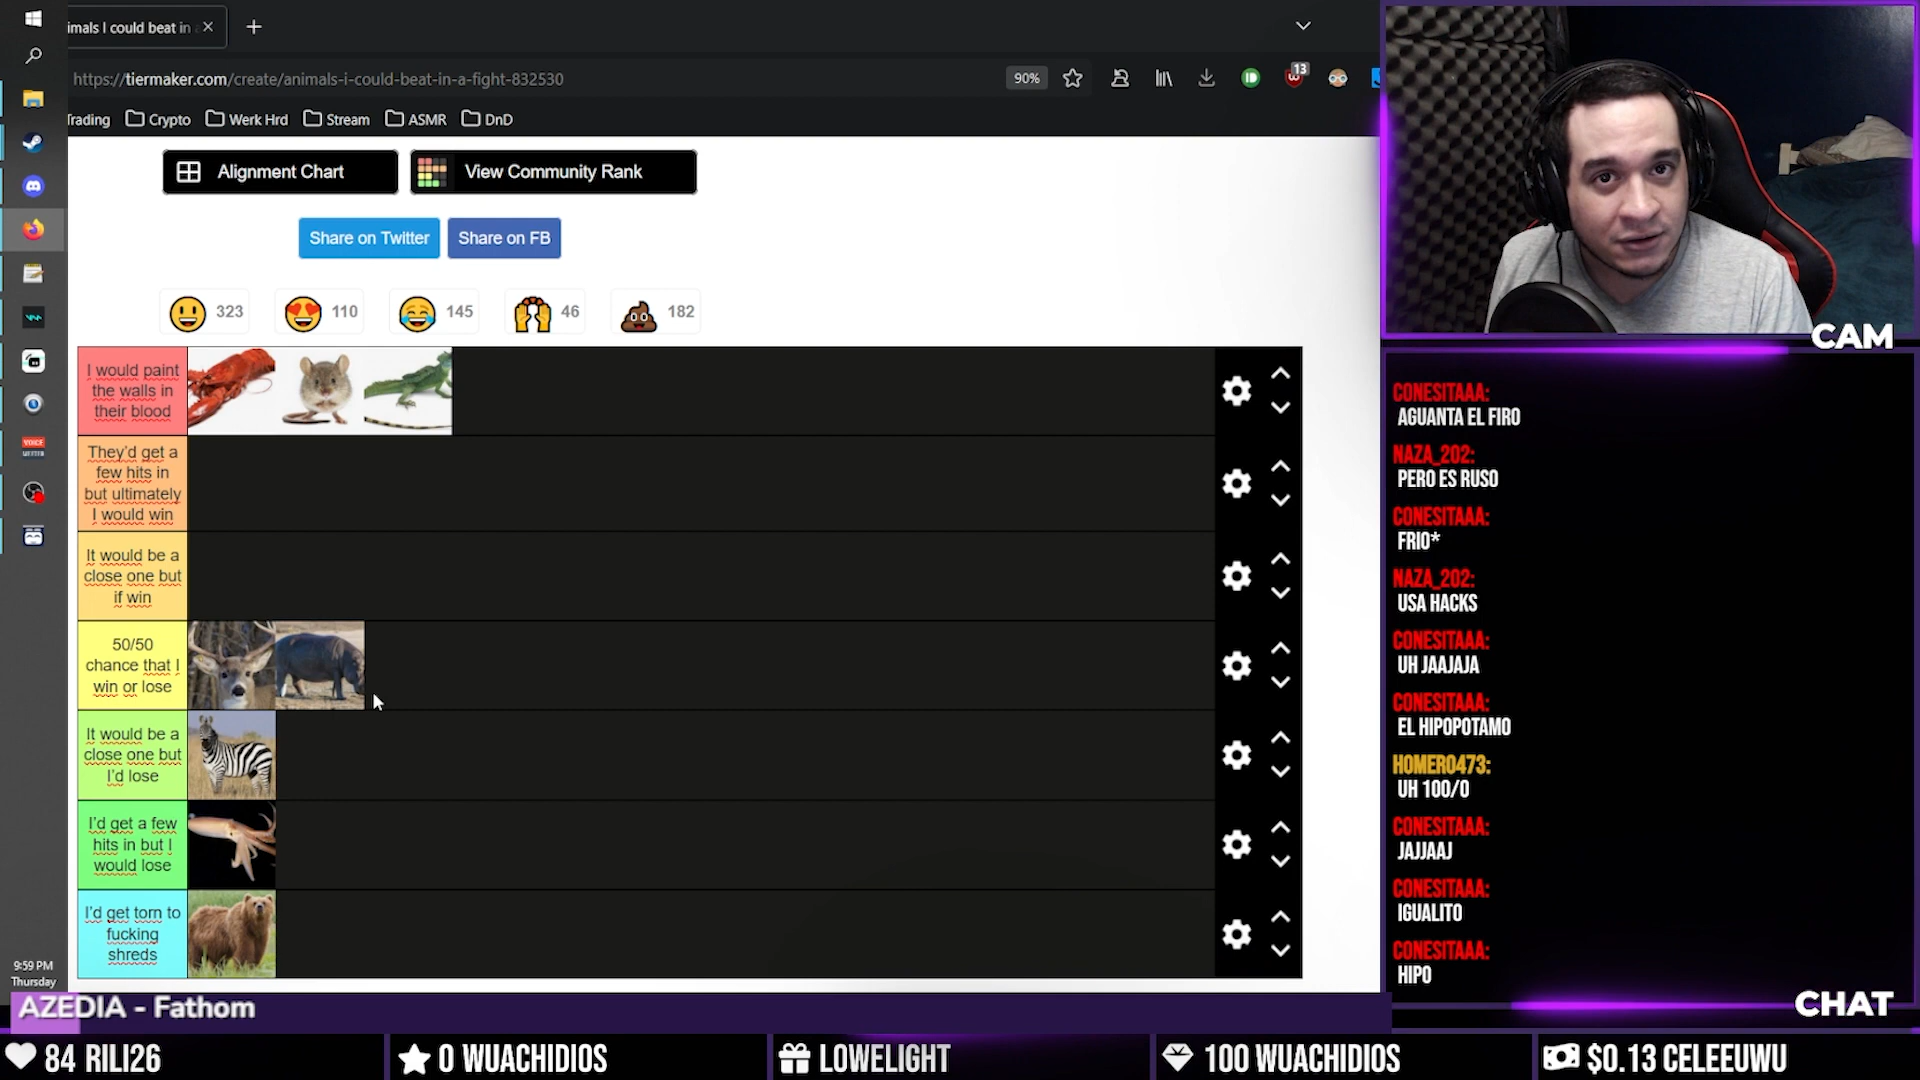 imals I could beat in
https://tiermaker.com/create/animals-i-could-beat-in-a-fight-832530
90%
13
Trading
Crypto
Werk Hrd
Stream
ASMR
DnD
Alignment Chart
View Community Rank
Share on Twitter
Share on FB
323
110
145
46
182
I would paint
the walls in
their blood
They'd get a
few hits in
but ultimately
I would win
It would be a
close one but
if win
50/50
chance that I
win or lose
It would be a
close one but
I'd lose
I'd get a few
hits in but I
would lose
I'd get torn to
fucking
shreds
VOICE
9:59 PM
Thursday
AZEDIA - Fathom
CAM
CONESITAAA:
AGUANTA EL FIRO
NAZA_202:
PERO ES RUSO
CONESITAAA:
FRIO*
NAZA_202:
USA HACKS
CONESITAAA:
UH JAAJAJA
CONESITAAA:
EL HIPOPOTAMO
HOMERO473:
UH 100/0
CONESITAAA:
JAJJAAJ
CONESITAAA:
IGUALITO
CONESITAAA:
HIPO
CHAT
84 RILI26
0 WUACHIDIOS
LOWELIGHT
100 WUACHIDIOS
$0.13 CELEEUWU